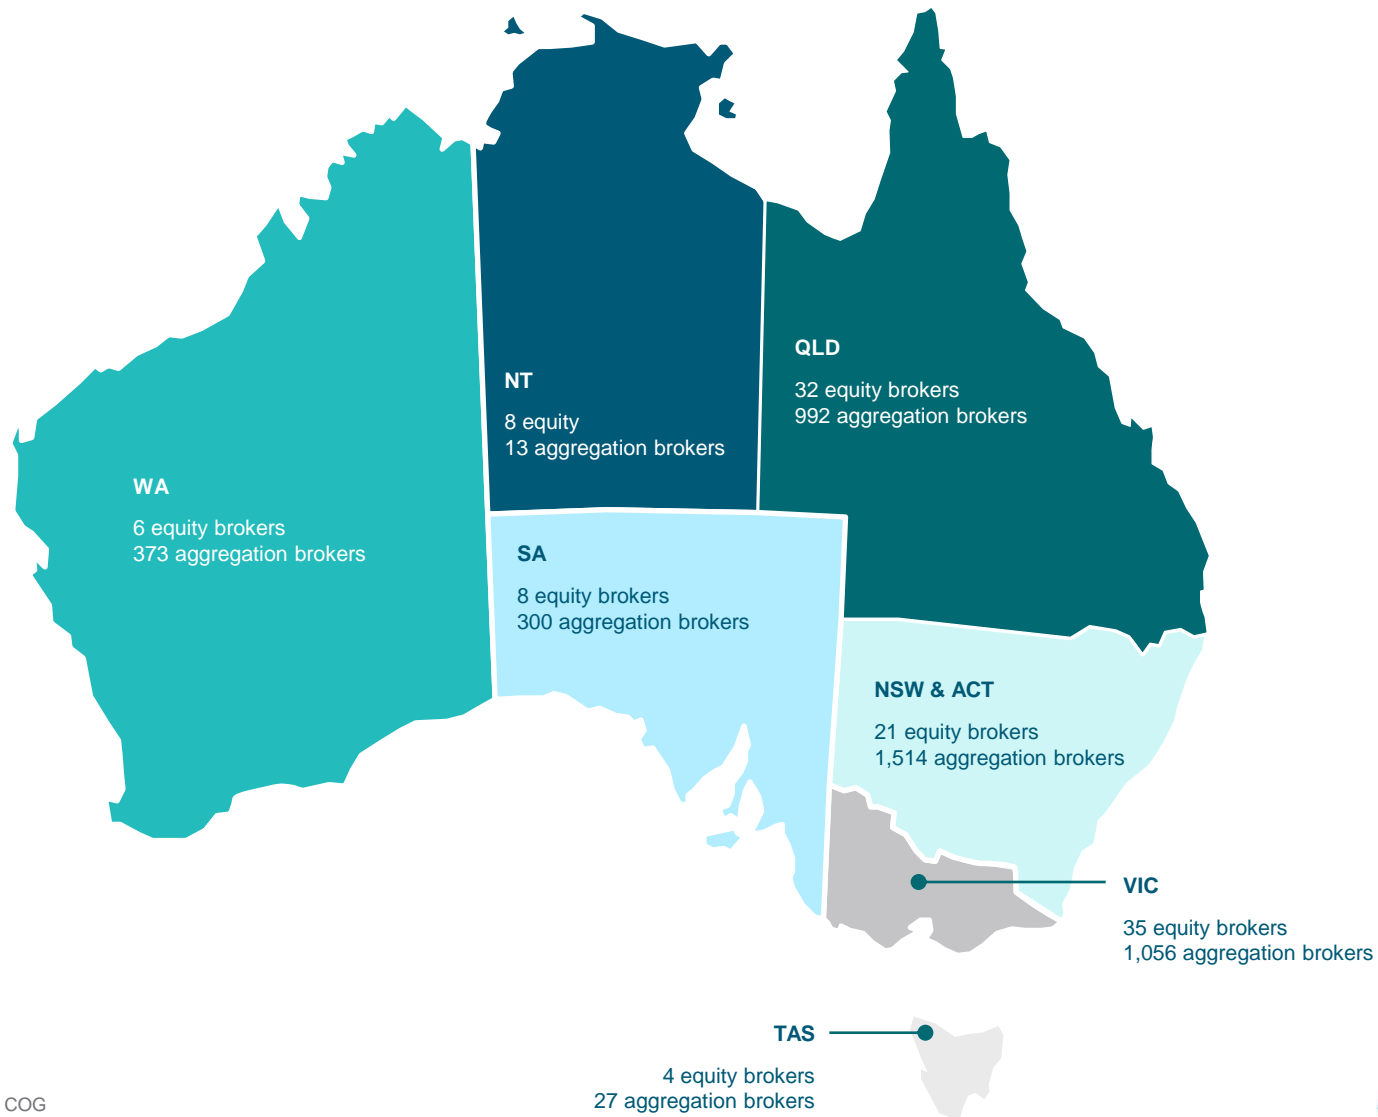 QLD
32 equity brokers
992 aggregation brokers
NT
8 equity
13 aggregation brokers
WA
6 equity brokers
373 aggregation brokers
SA
8 equity brokers
300 aggregation brokers
NSW & ACT
21 equity brokers
1,514 aggregation brokers
VIC
35 equity brokers
1,056 aggregation brokers
TAS
4 equity brokers
27 aggregation brokers
COG